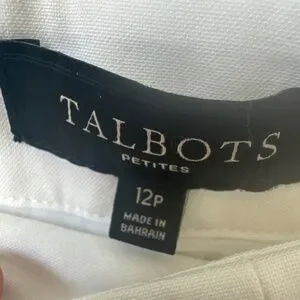 TALBOTS
PETITES
12P
MADE IN
BAHRAIN